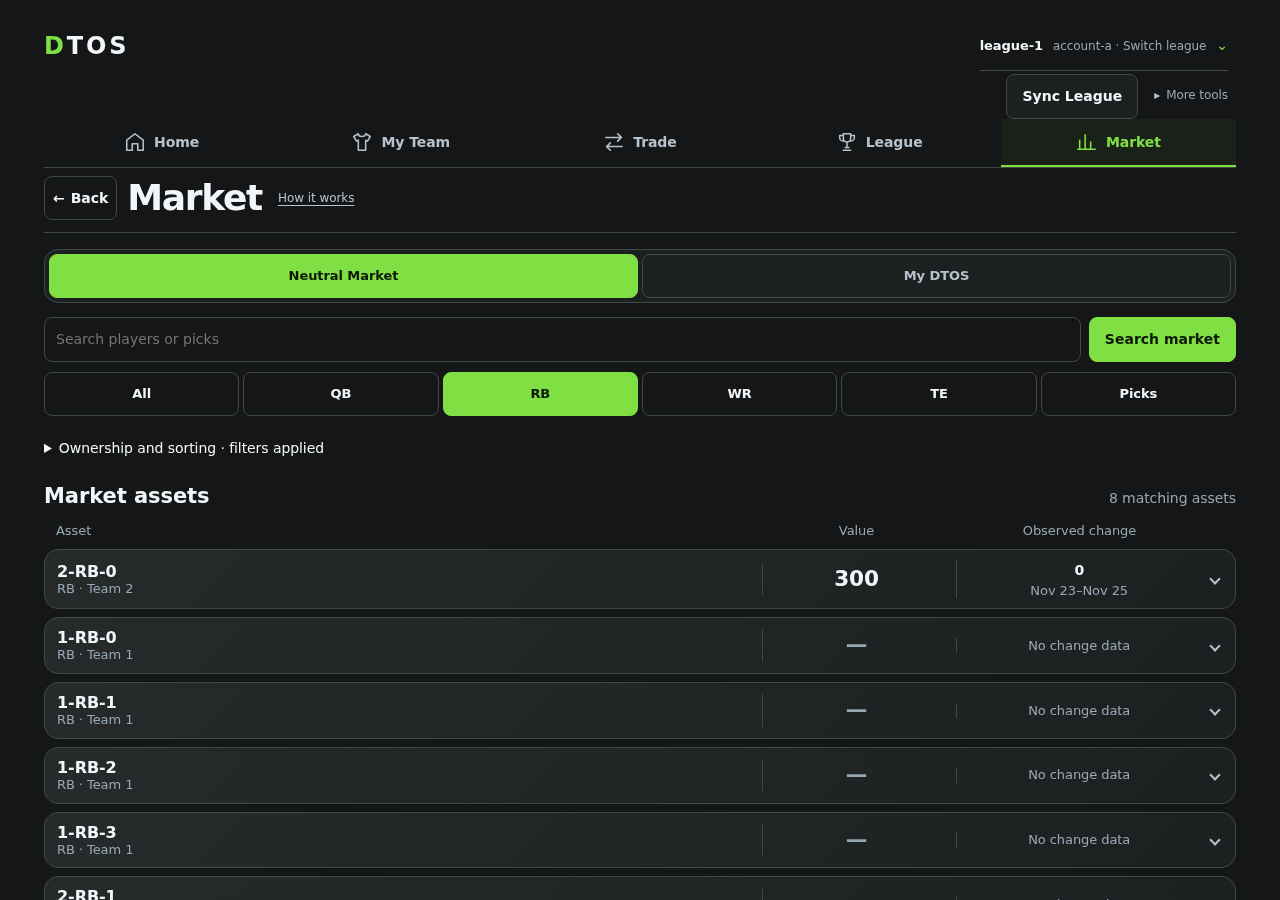 DTOS
league-1 account-a · Switch league
Sync League
▸ More tools
Home
My Team
Trade
League
Market
← Back
Market
How it works
Neutral Market
My DTOS
Search players or picks
Search market
All
QB
RB
WR
TE
Picks
Ownership and sorting · filters applied
Market assets
8 matching assets
Asset
Value
Observed change
2-RB-0
RB · Team 2
300
0
Nov 23–Nov 25
1-RB-0
RB · Team 1
—
No change data
1-RB-1
RB · Team 1
—
No change data
1-RB-2
RB · Team 1
—
No change data
1-RB-3
RB · Team 1
—
No change data
2-RB-1